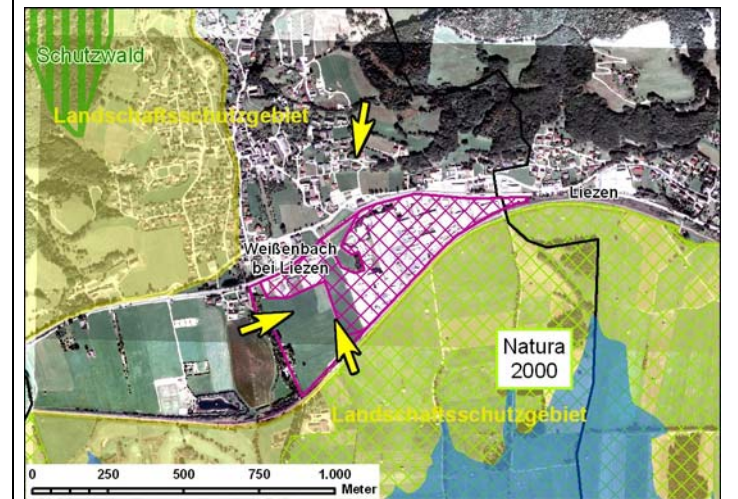 Schutzwald
Landschaftsschutzgebiet
Liezen
Weißenbach
bei Liezen
Natura
2000
Landschaftsschutzgebiet
0 250 500 750 1.000
Meter